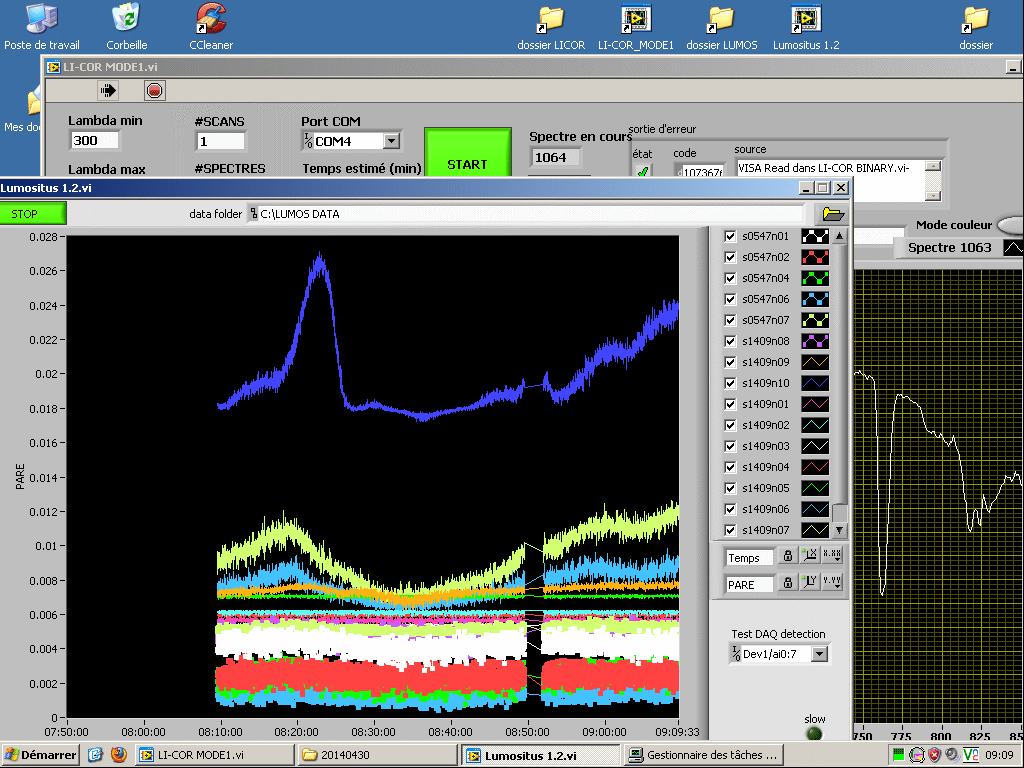 Poste de travail
Corbeille
CCleaner
dossier LICOR
LI-COR_MODE1
dossier LUMOS
Lumositus 1.2
dossier
Mes do
LI-COR MODE1.vi
Lambda min
#SCANS
Port COM
300
1
COM4
Lambda max
#SPECTRES
Temps estimé (min)
START
Spectre en cours
1064
sortie d'erreur
état
code
source
107367
VISA Read dans LI-COR BINARY.vi-
Mode couleur
Spectre 1063
Lumositus 1.2.vi
STOP
data folder
C:\LUMOS DATA
0.028
0.026
0.024
0.022
0.02
0.018
0.016
0.014
0.012
0.01
0.008
0.006
0.004
0.002
0
PARE
07:50:00
08:00:00
08:10:00
08:20:00
08:30:00
08:40:00
08:50:00
09:00:00
09:09:33
s0547n01
s0547n02
s0547n04
s0547n06
s0547n07
s1409n08
s1409n09
s1409n10
s1409n01
s1409n02
s1409n03
s1409n04
s1409n05
s1409n06
s1409n07
Temps
PARE
Test DAQ detection
Dev1/ai0:7
slow
750
775
800
825
85
Démarrer
LI-COR MODE1.vi
20140430
Lumositus 1.2.vi
Gestionnaire des tâches ...
09:09